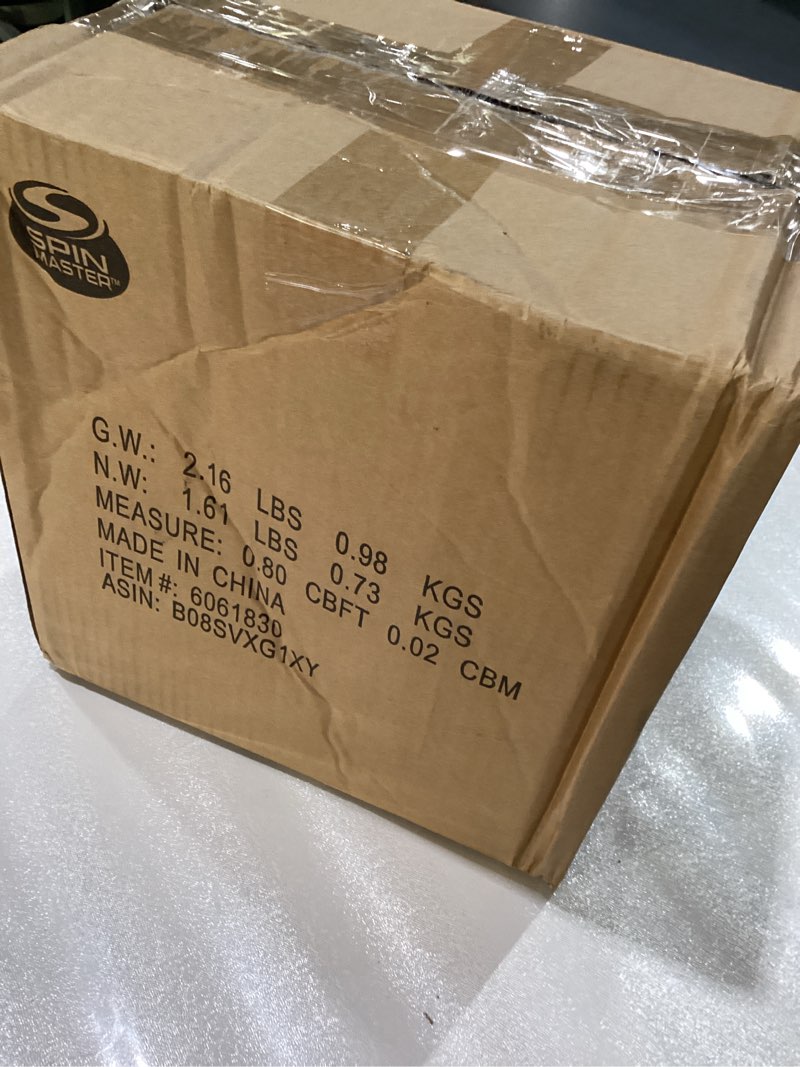 SPIN
MASTER™
G.W.: 2.16 LBS 0.98 KGS
N.W: 1.61 LBS 0.73 KGS
MEASURE: 0.80 CBFT 0.02 CBM
MADE IN CHINA
ITEM#: 6061830
ASIN: B08SVXG1XY